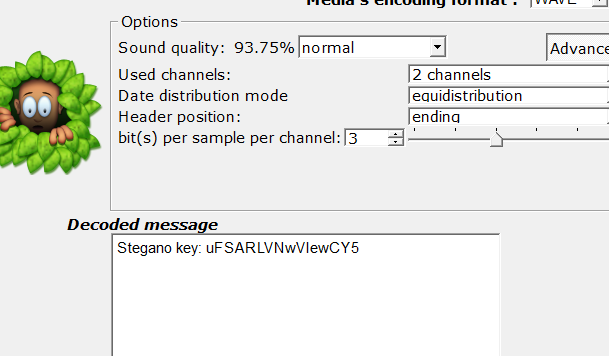 Media's encoding format : WAVE
Options
Sound quality: 93.75% normal
Advance
Used channels: 2 channels
Date distribution mode equidistribution
Header position: ending
bit(s) per sample per channel: 3
Decoded message
Stegano key: uFSARLVNwVIewCY5